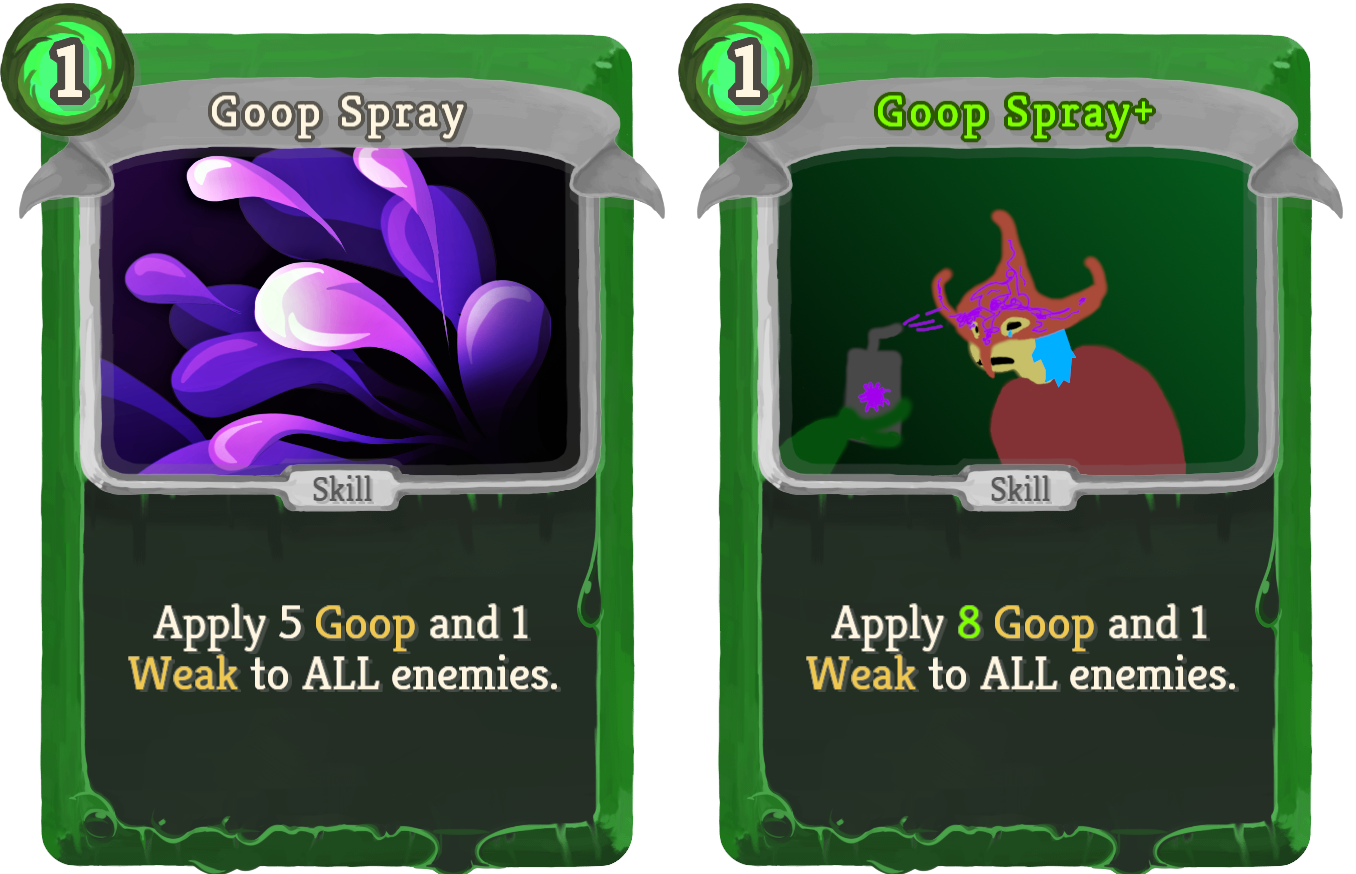 1
Goop Spray
Skill
Apply 5 Goop and 1
Weak to ALL enemies.
1
Goop Spray+
Skill
Apply 8 Goop and 1
Weak to ALL enemies.